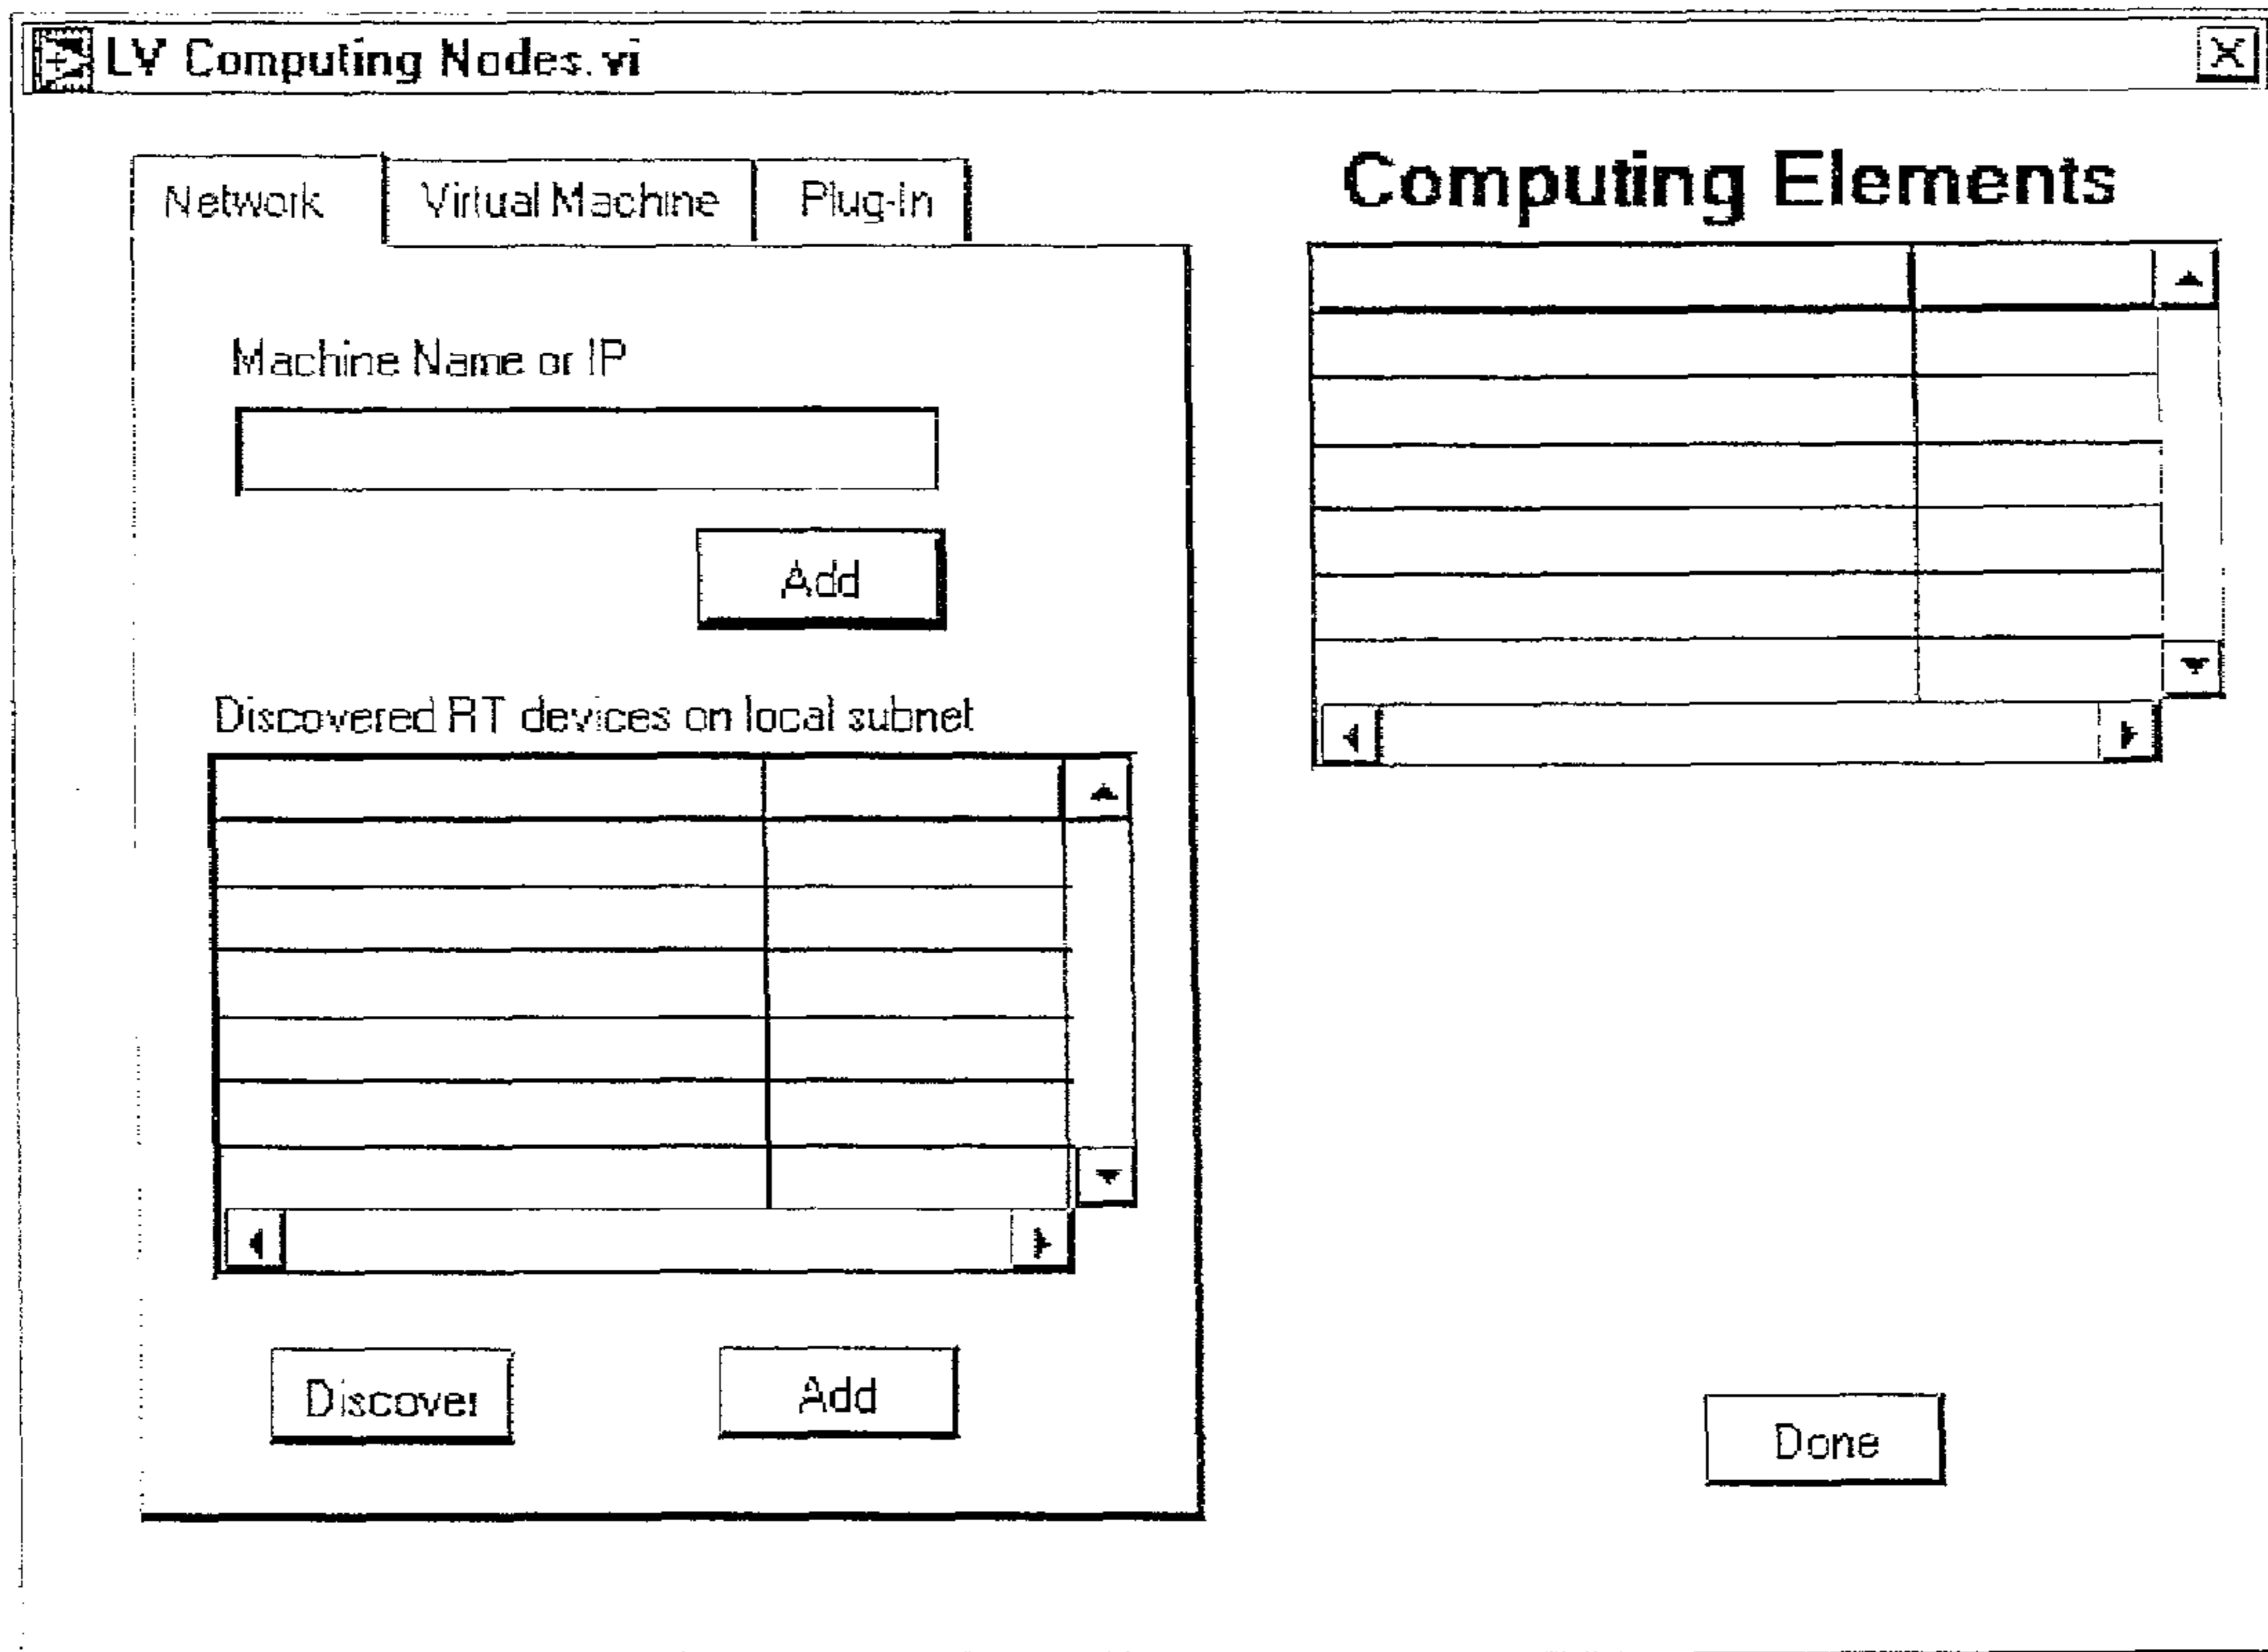 LV Computing Nodes.vi
Network Virtual Machine Plug-In
Machine Name or IP
Add
Discovered RT devices on local subnet
Discover Add
Computing Elements
Done